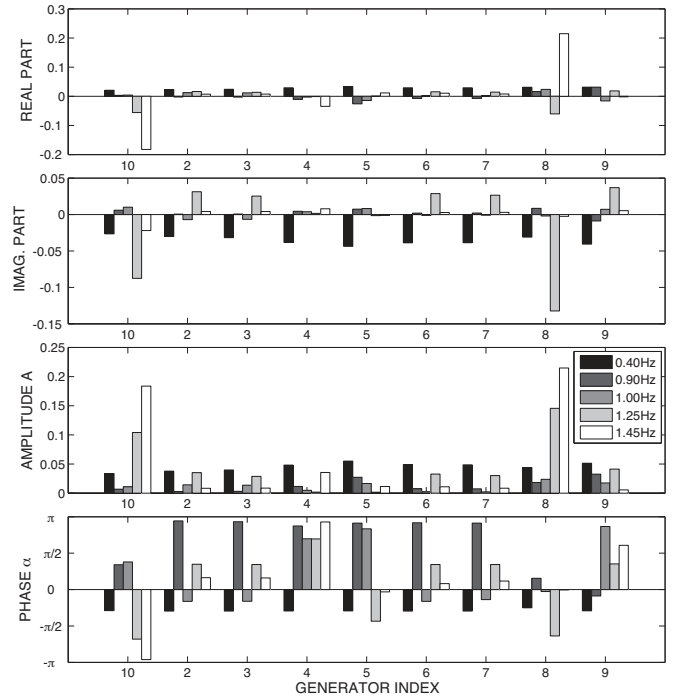 0.3
0.2
0.1
0
-0.1
-0.2
REAL PART
10 2 3 4 5 6 7 8 9
0.05
0
-0.05
-0.1
-0.15
IMAG. PART
10 2 3 4 5 6 7 8 9
0.25
0.2
0.15
0.1
0.05
0
AMPLITUDE A
0.40Hz
0.90Hz
1.00Hz
1.25Hz
1.45Hz
10 2 3 4 5 6 7 8 9
π
π/2
0
-π/2
-π
PHASE α
10 2 3 4 5 6 7 8 9
GENERATOR INDEX